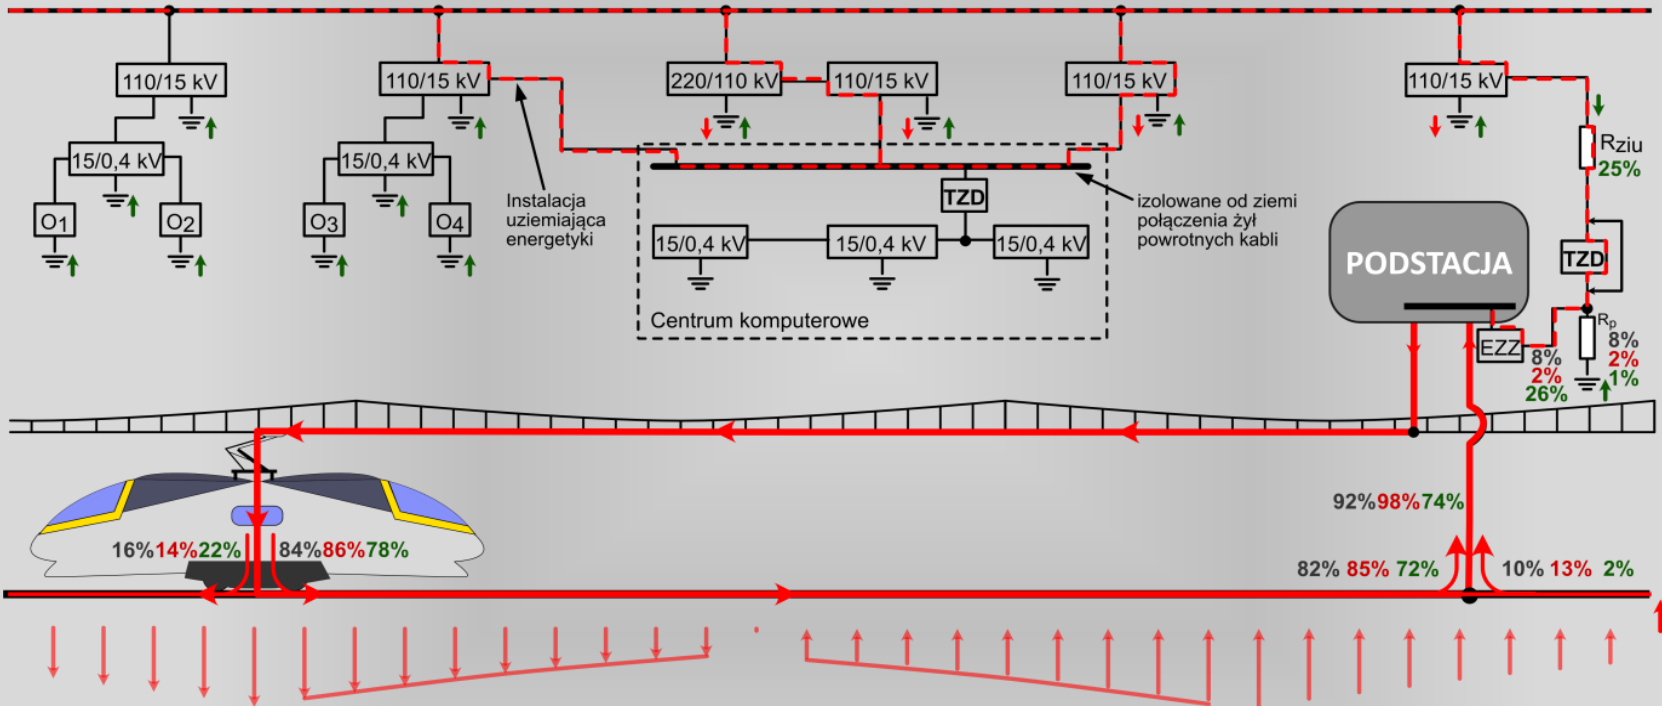 110/15 kV
110/15 kV
220/110 kV
110/15 kV
110/15 kV
110/15 kV
Rziu
25%
15/0,4 kV
15/0,4 kV
O1
O2
O3
O4
Instalacja
uziemiająca
energetyki
TZD
izolowane od ziemi
połączenia żył
powrotnych kabli
15/0,4 kV
15/0,4 kV
15/0,4 kV
Centrum komputerowe
PODSTACJA
TZD
EZZ
8%
2%
26%
Rp
8%
2%
1%
92%98%74%
16%14%22%
84%86%78%
82% 85% 72%
10% 13% 2%